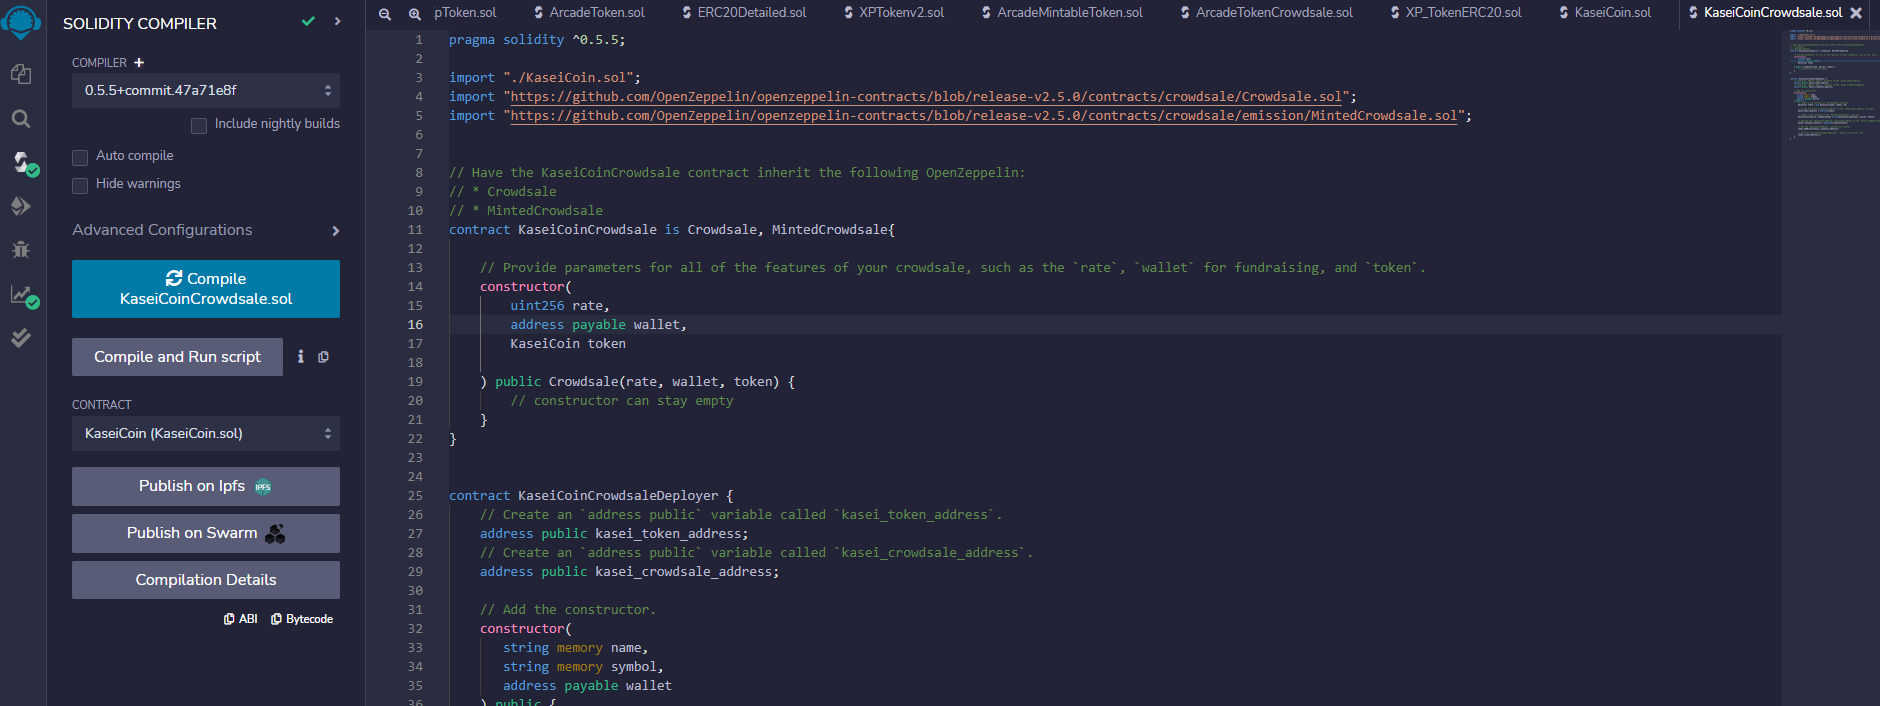 SOLIDITY COMPILER
COMPILER +
0.5.5+commit.47a71e8f
Include nightly builds
Auto compile
Hide warnings
Advanced Configurations
Compile
KaseiCoinCrowdsale.sol
Compile and Run script
CONTRACT
KaseiCoin (KaseiCoin.sol)
Publish on Ipfs
IPFS
Publish on Swarm
Compilation Details
ABI Bytecode
pToken.sol ArcadeToken.sol ERC20Detailed.sol XPTokenv2.sol ArcadeMintableToken.sol ArcadeTokenCrowdsale.sol XP_TokenERC20.sol KaseiCoin.sol KaseiCoinCrowdsale.sol
1 pragma solidity ^0.5.5;
2
3 import "./KaseiCoin.sol";
4 import "https://github.com/OpenZeppelin/openzeppelin-contracts/blob/release-v2.5.0/contracts/crowdsale/Crowdsale.sol";
5 import "https://github.com/OpenZeppelin/openzeppelin-contracts/blob/release-v2.5.0/contracts/crowdsale/emission/MintedCrowdsale.sol";
6
7
8 // Have the KaseiCoinCrowdsale contract inherit the following OpenZeppelin:
9 // * Crowdsale
10 // * MintedCrowdsale
11 contract KaseiCoinCrowdsale is Crowdsale, MintedCrowdsale{
12
13 // Provide parameters for all of the features of your crowdsale, such as the `rate`, `wallet` for fundraising, and `token`.
14 constructor(
15 uint256 rate,
16 address payable wallet,
17 KaseiCoin token
18
19 ) public Crowdsale(rate, wallet, token) {
20 // constructor can stay empty
21 }
22 }
23
24
25 contract KaseiCoinCrowdsaleDeployer {
26 // Create an `address public` variable called `kasei_token_address`.
27 address public kasei_token_address;
28 // Create an `address public` variable called `kasei_crowdsale_address`.
29 address public kasei_crowdsale_address;
30
31 // Add the constructor.
32 constructor(
33 string memory name,
34 string memory symbol,
35 address payable wallet
36 ) public {